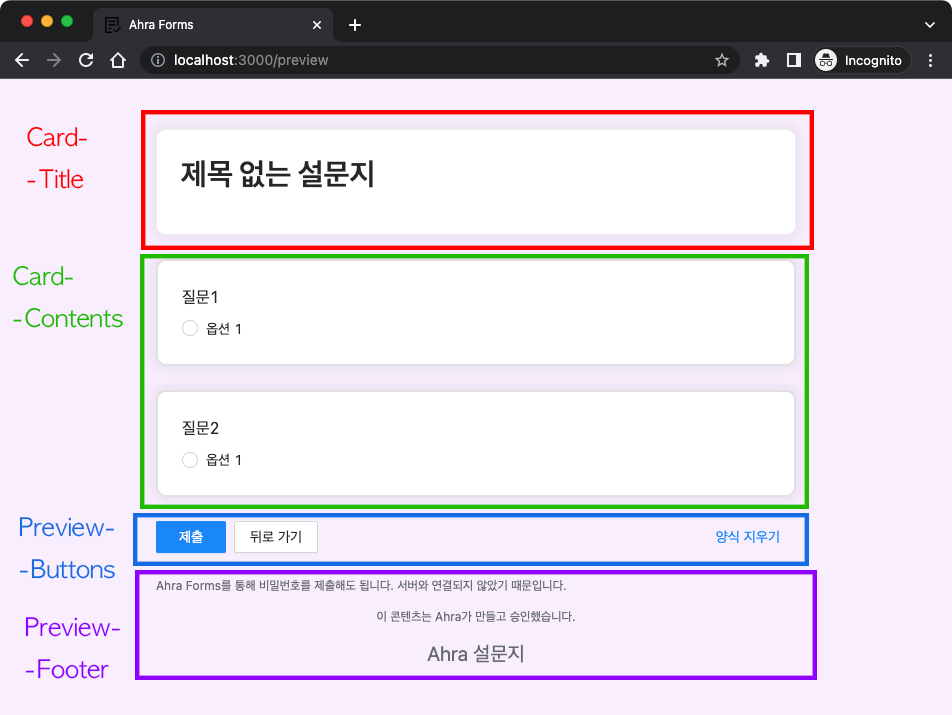 Ahra Forms
localhost:3000/preview
Incognito
Card-
-Title
제목 없는 설문지
Card-
-Contents
질문1
옵션 1
질문2
옵션 1
Preview-
-Buttons
제출 뒤로 가기 양식 지우기
Preview-
-Footer
Ahra Forms를 통해 비밀번호를 제출해도 됩니다. 서버와 연결되지 않았기 때문입니다.
이 콘텐츠는 Ahra가 만들고 승인했습니다.
Ahra 설문지